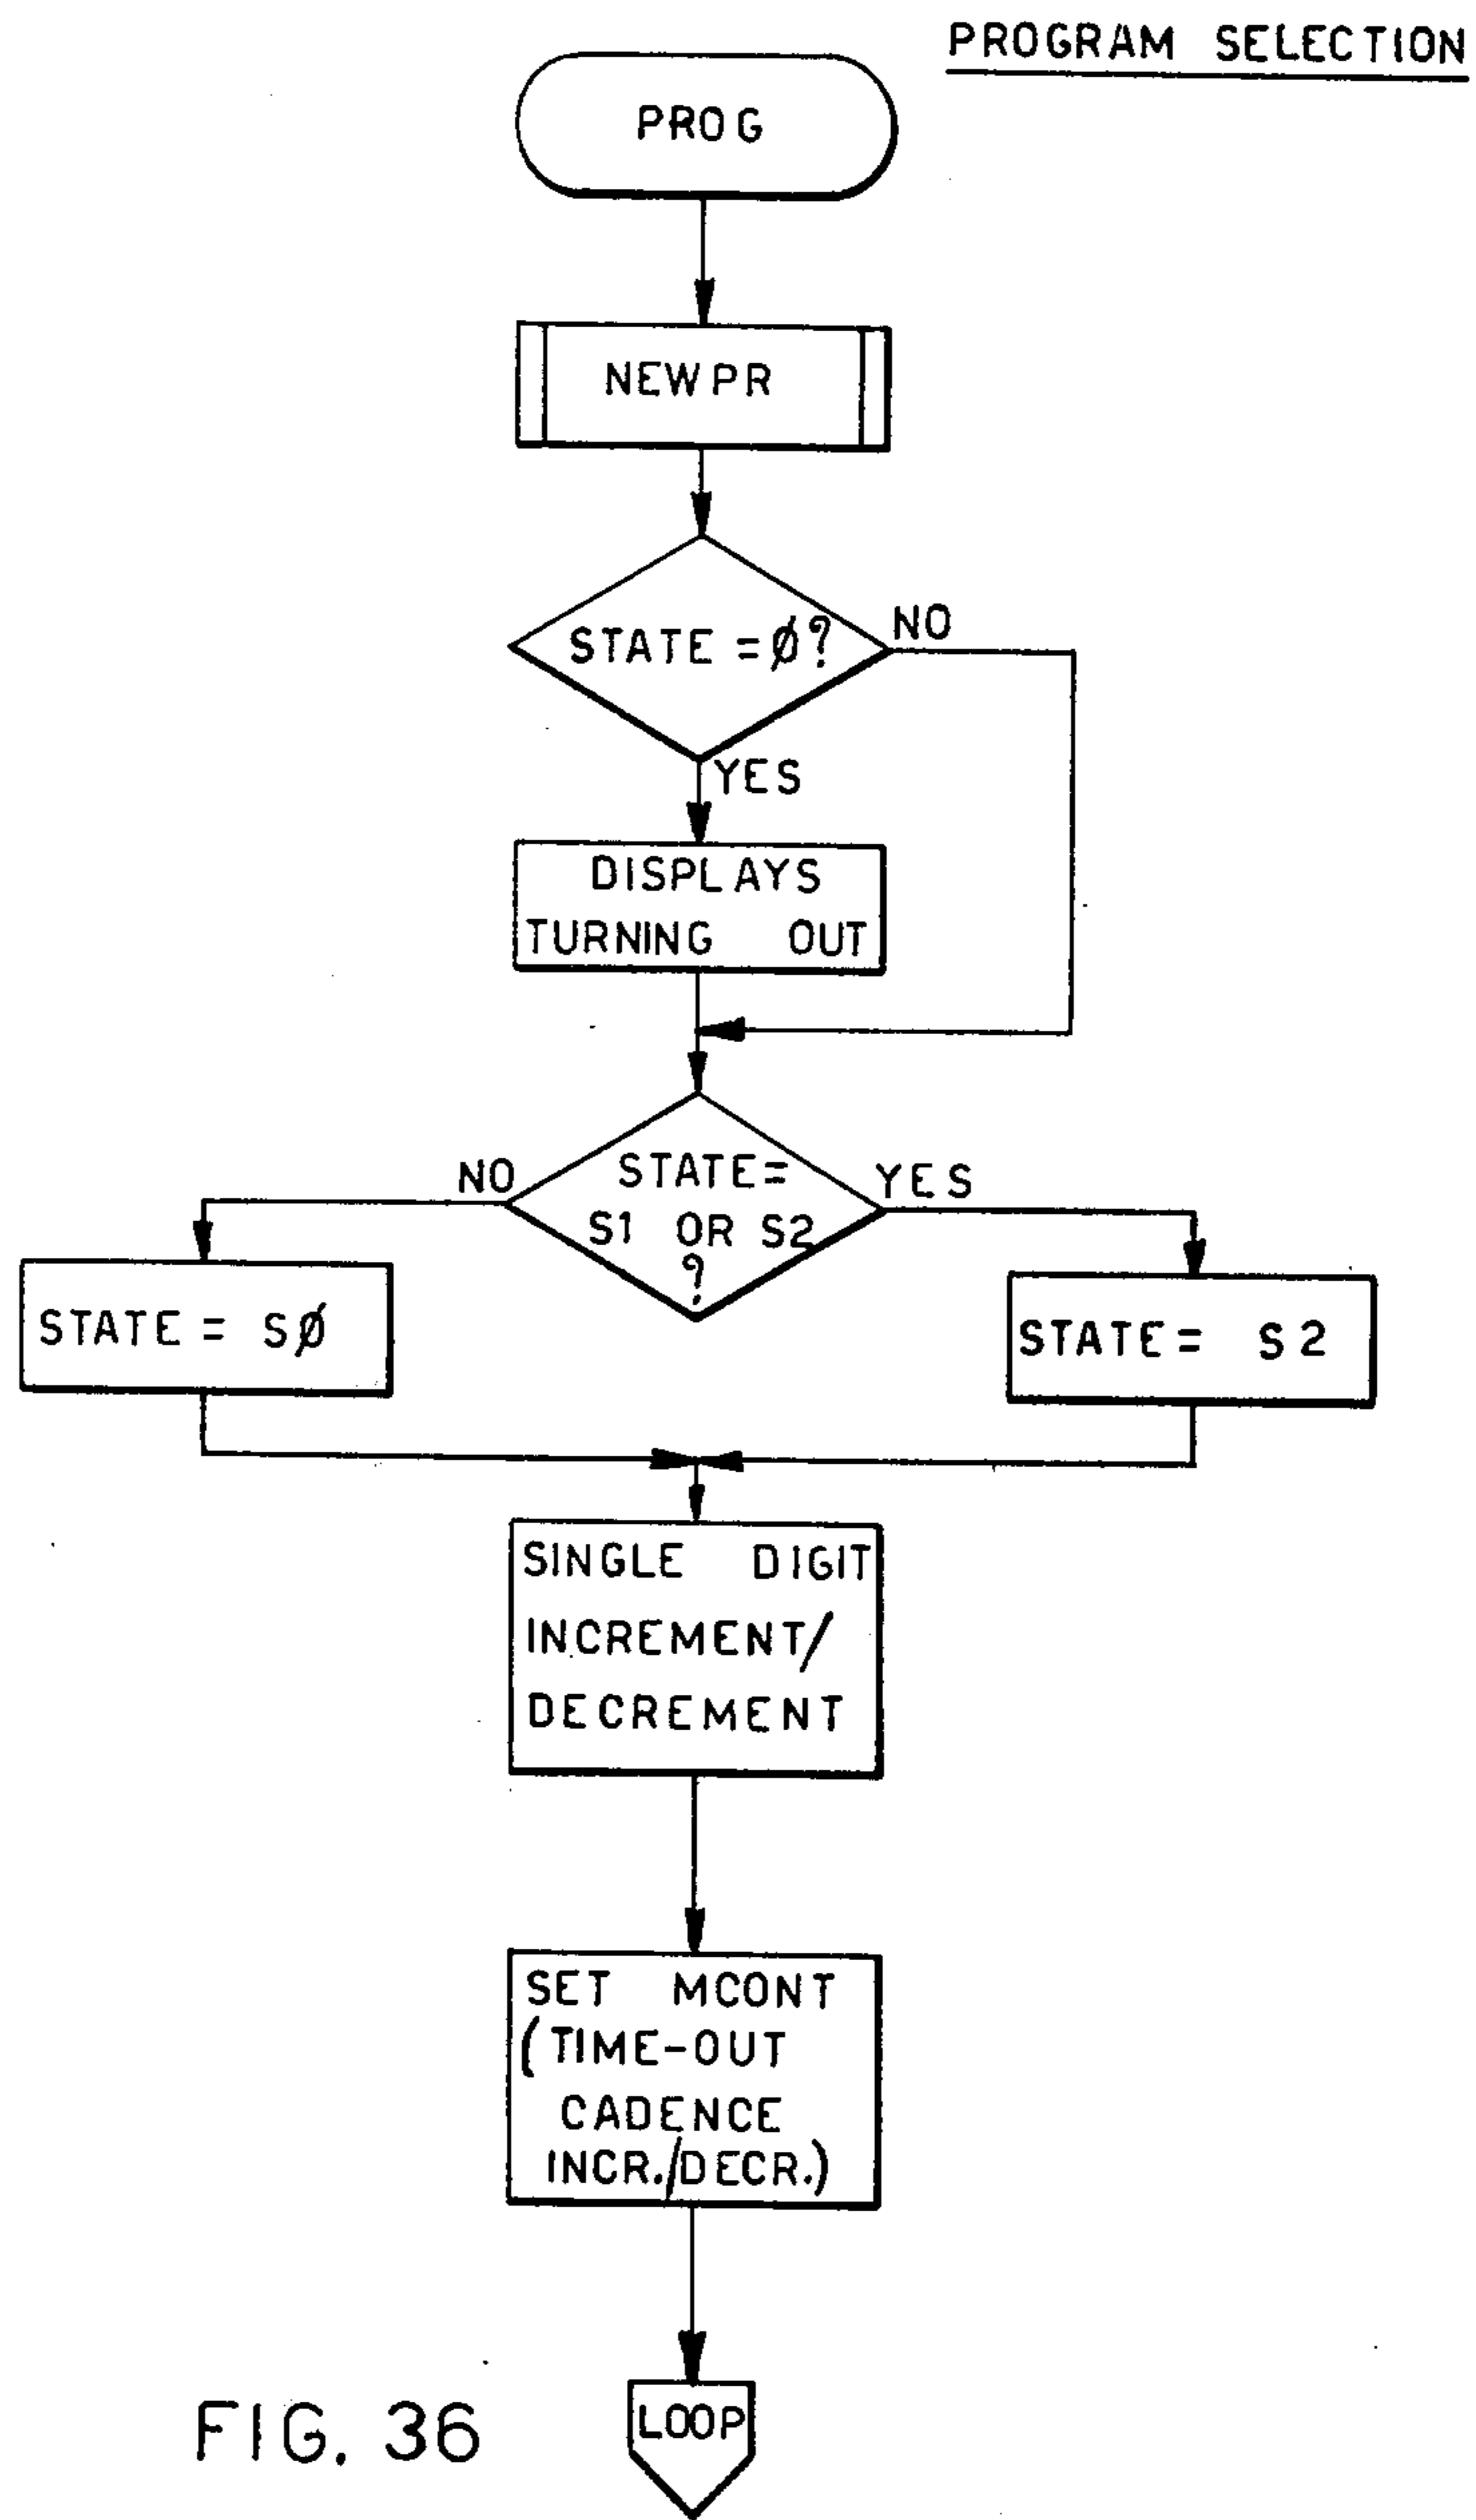 PROGRAM SELECTION
PROG
NEWPR
STATE = Ø?
NO
YES
DISPLAYS
TURNING OUT
NO
STATE=
S1 OR S2
?
YES
STATE= SØ
STATE= S2
SINGLE DIGIT
INCREMENT/
DECREMENT
SET MCONT
(TIME-OUT
CADENCE
INCR./DECR.)
LOOP
FIG. 36